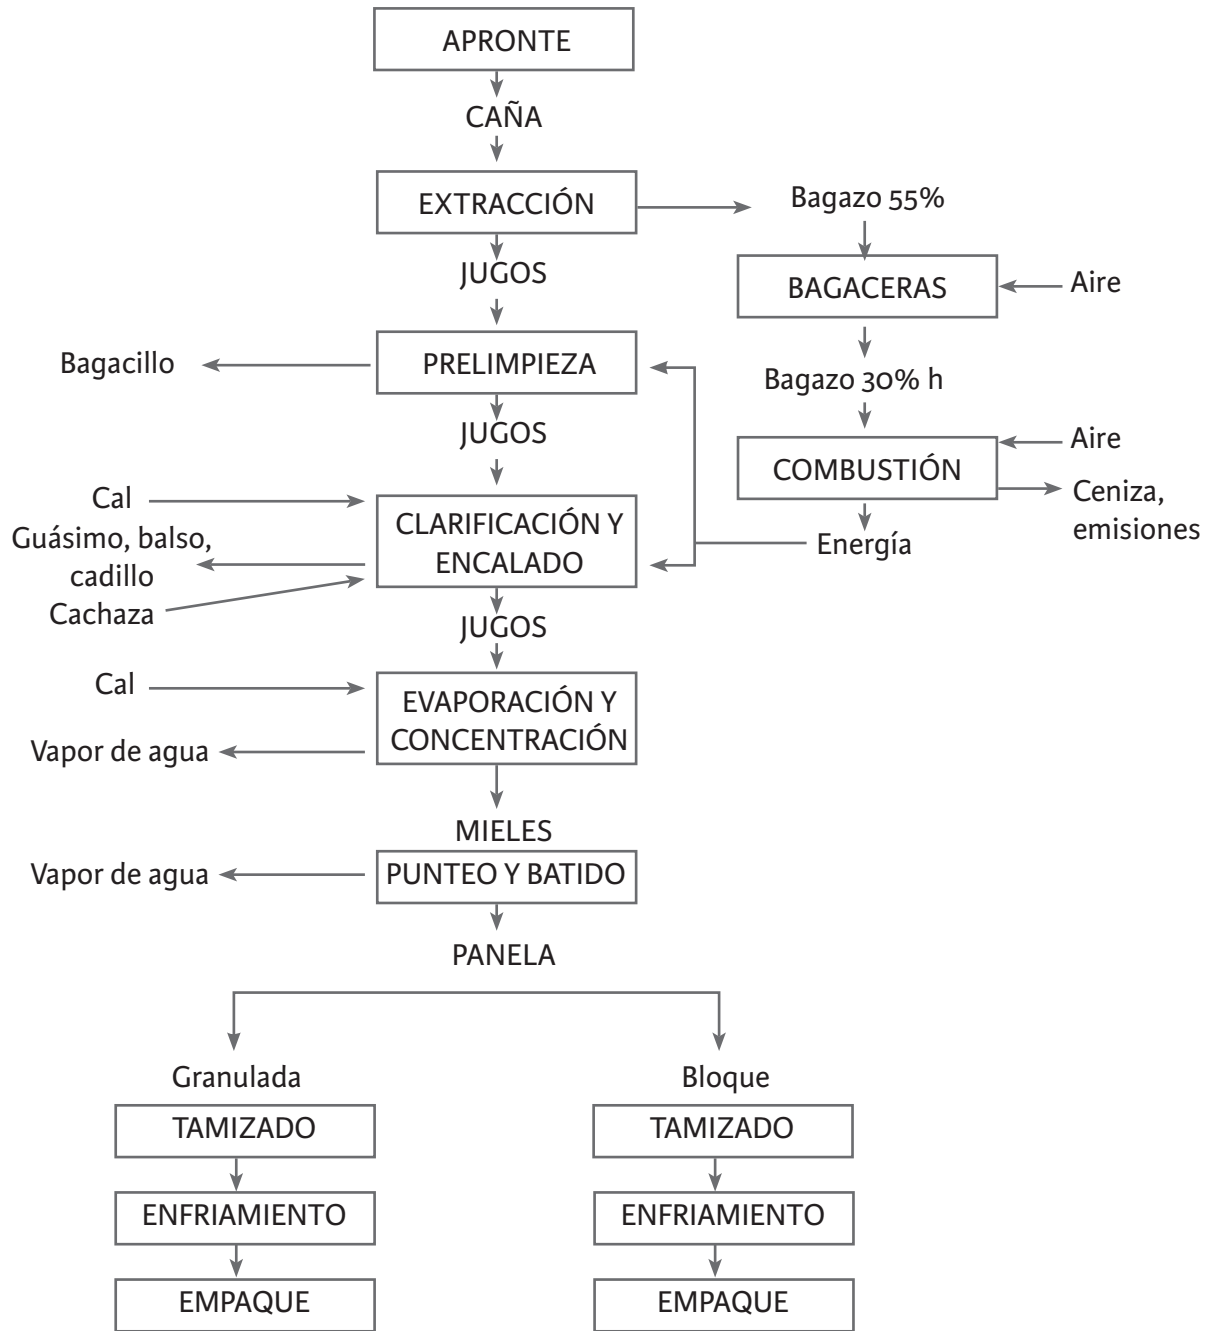 APRONTE
CAÑA
EXTRACCIÓN
Bagazo 55%
JUGOS
BAGACERAS
Aire
Bagacillo
PRELIMPIEZA
Bagazo 30% h
JUGOS
Aire
COMBUSTIÓN
Cal
Ceniza,
emisiones
CLARIFICACIÓN Y
ENCALADO
Guásimo, balso,
cadillo
Energía
Cachaza
JUGOS
Cal
EVAPORACIÓN Y
CONCENTRACIÓN
Vapor de agua
MIELES
Vapor de agua
PUNTEO Y BATIDO
PANELA
Granulada
Bloque
TAMIZADO
TAMIZADO
ENFRIAMIENTO
ENFRIAMIENTO
EMPAQUE
EMPAQUE